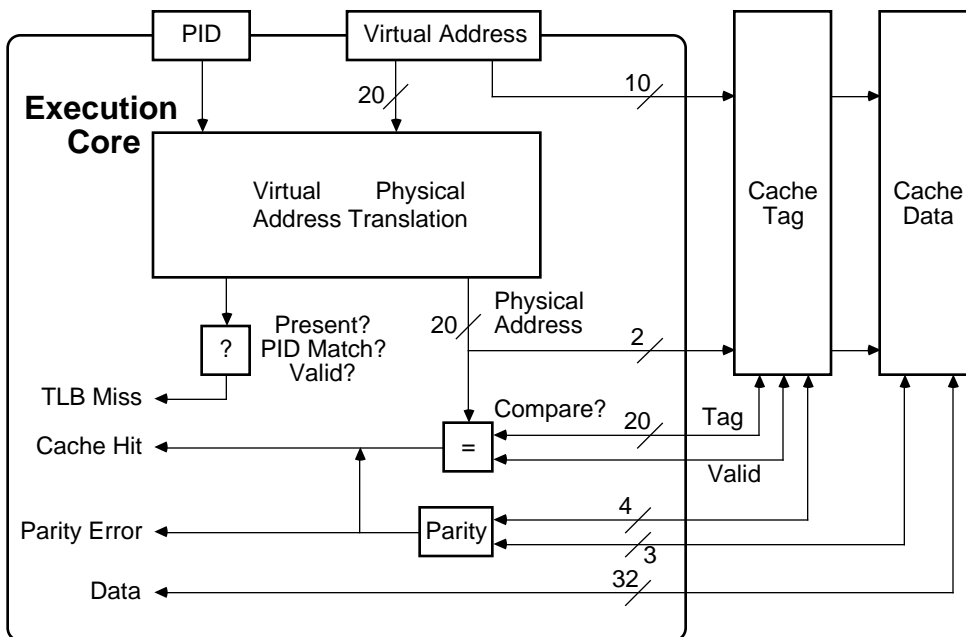 PID
Virtual Address
20
10
Execution
Core
Virtual Physical
Address Translation
Cache
Tag
Cache
Data
Physical
Address
20
2
?
Present?
PID Match?
Valid?
TLB Miss
Compare?
20
Tag
Cache Hit
=
Valid
4
Parity Error
Parity
3
32
Data